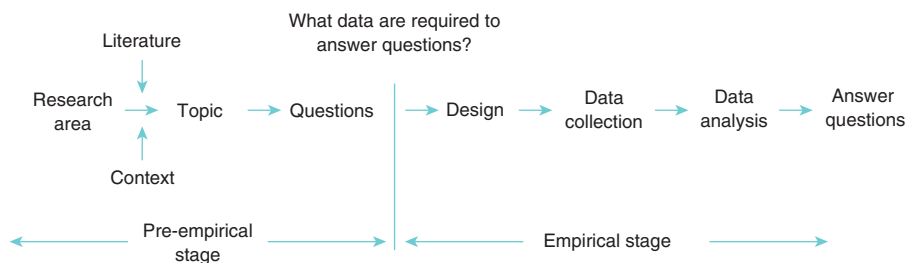 What data are required to
answer questions?
Literature
Research
area
Topic
Questions
Design
Data
collection
Data
analysis
Answer
questions
Context
Pre-empirical
stage
Empirical stage